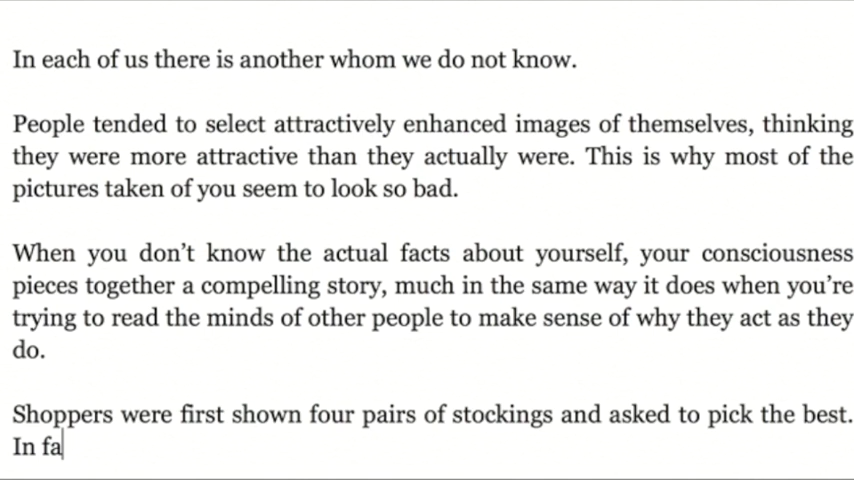 In each of us there is another whom we do not know.
People tended to select attractively enhanced images of themselves, thinking
they were more attractive than they actually were. This is why most of the
pictures taken of you seem to look so bad.
When you don’t know the actual facts about yourself, your consciousness
pieces together a compelling story, much in the same way it does when you’re
trying to read the minds of other people to make sense of why they act as they
do.
Shoppers were first shown four pairs of stockings and asked to pick the best.
In fa